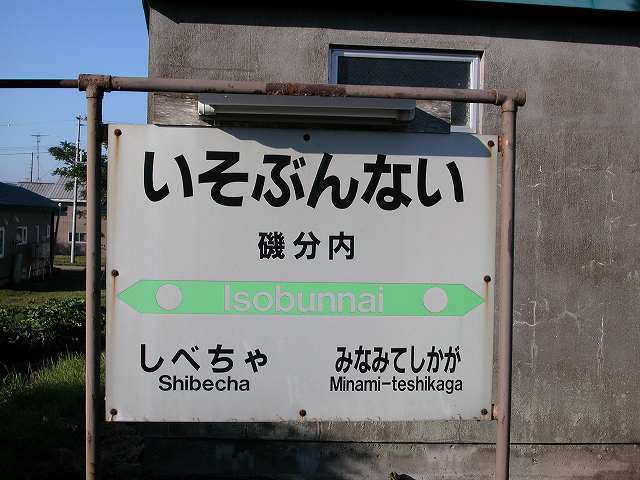 いそぶんない
磯分内
Isobunnai
しべちゃ みなみてしかが
Shibecha Minami-teshikaga